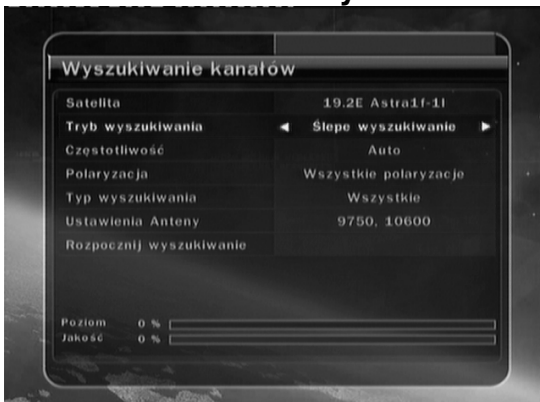 Wyszukiwanie kanałów
Satelita 19.2E Astra1f-1l
Tryb wyszukiwania Ślepe wyszukiwanie
Częstotliwość Auto
Polaryzacja Wszystkie polaryzacje
Typ wyszukiwania Wszystkie
Ustawienia Anteny 9750, 10600
Rozpocznij wyszukiwanie
Poziom 0 %
Jakość 0 %